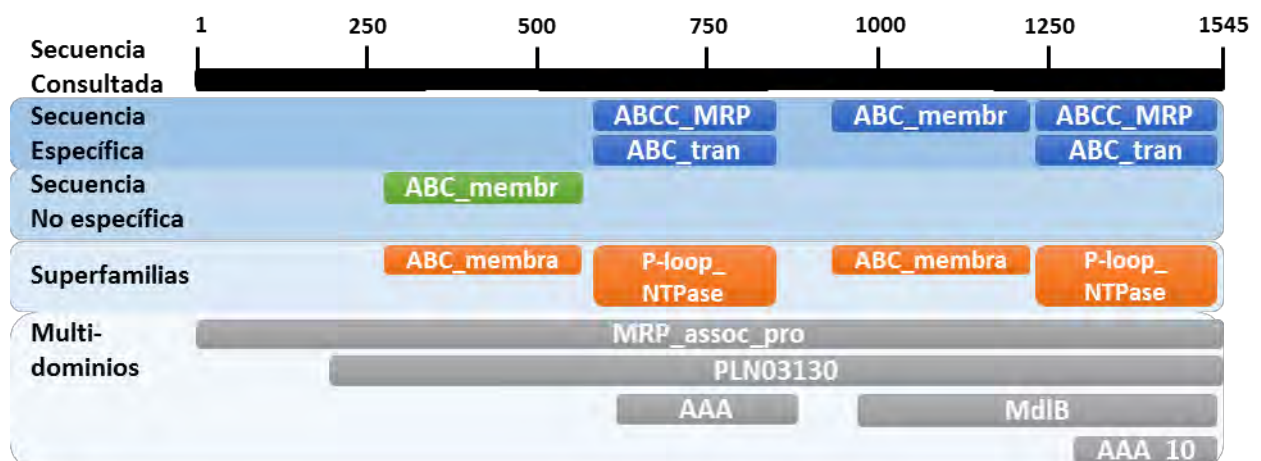 1 250 500 750 1000 1250 1545
Secuencia
Consultada
Secuencia ABCC_MRP ABC_membr ABCC_MRP
Específica ABC_tran ABC_tran
Secuencia ABC_membr
No específica
Superfamilias ABC_membra P-loop_ ABC_membra P-loop_
NTPase NTPase
Multi- MRP_assoc_pro
dominios PLN03130
AAA MdlB
AAA_10